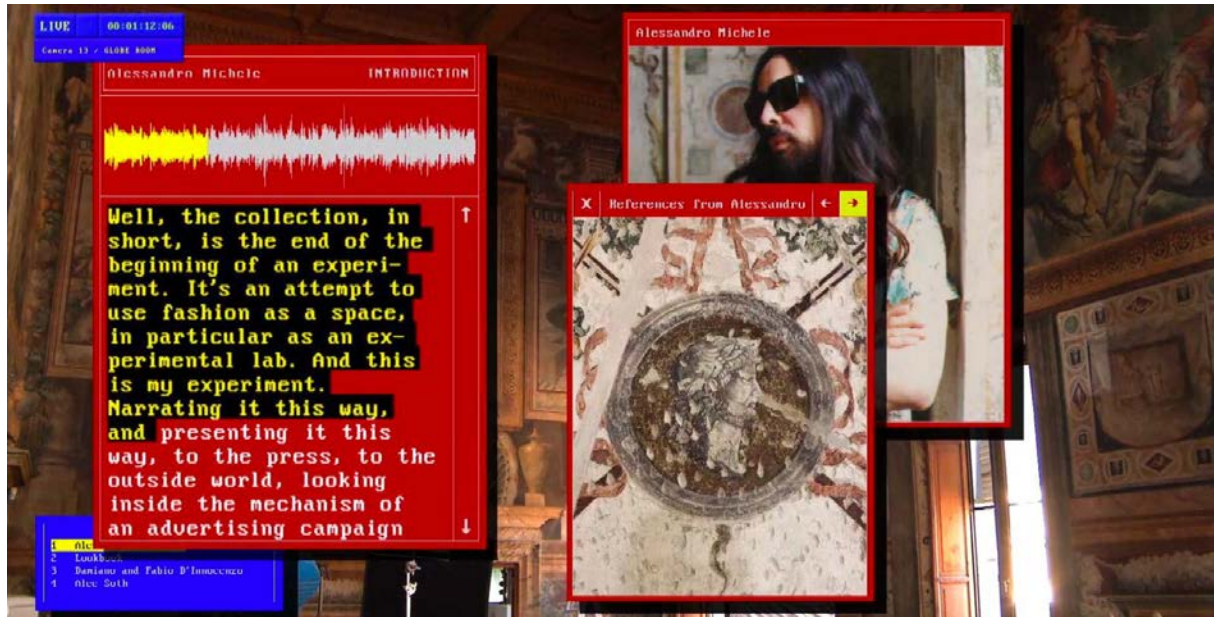 LIVE 00:01:12:06
Camera 13 / GLOBE ROOM
Alessandro Michele INTRODUCTION
Well, the collection, in
short, is the end of the
beginning of an experi-
ment. It's an attempt to
use fashion as a space,
in particular as an ex-
perimental lab. And this
is my experiment.
Narrating it this way,
and presenting it this
way, to the press, to the
outside world, looking
inside the mechanism of
an advertising campaign
1 Ale
2 Lookbook
3 Damiano and Fabio D'Innocenzo
4 Alec Soth
Alessandro Michele
X References from Alessandro ← →